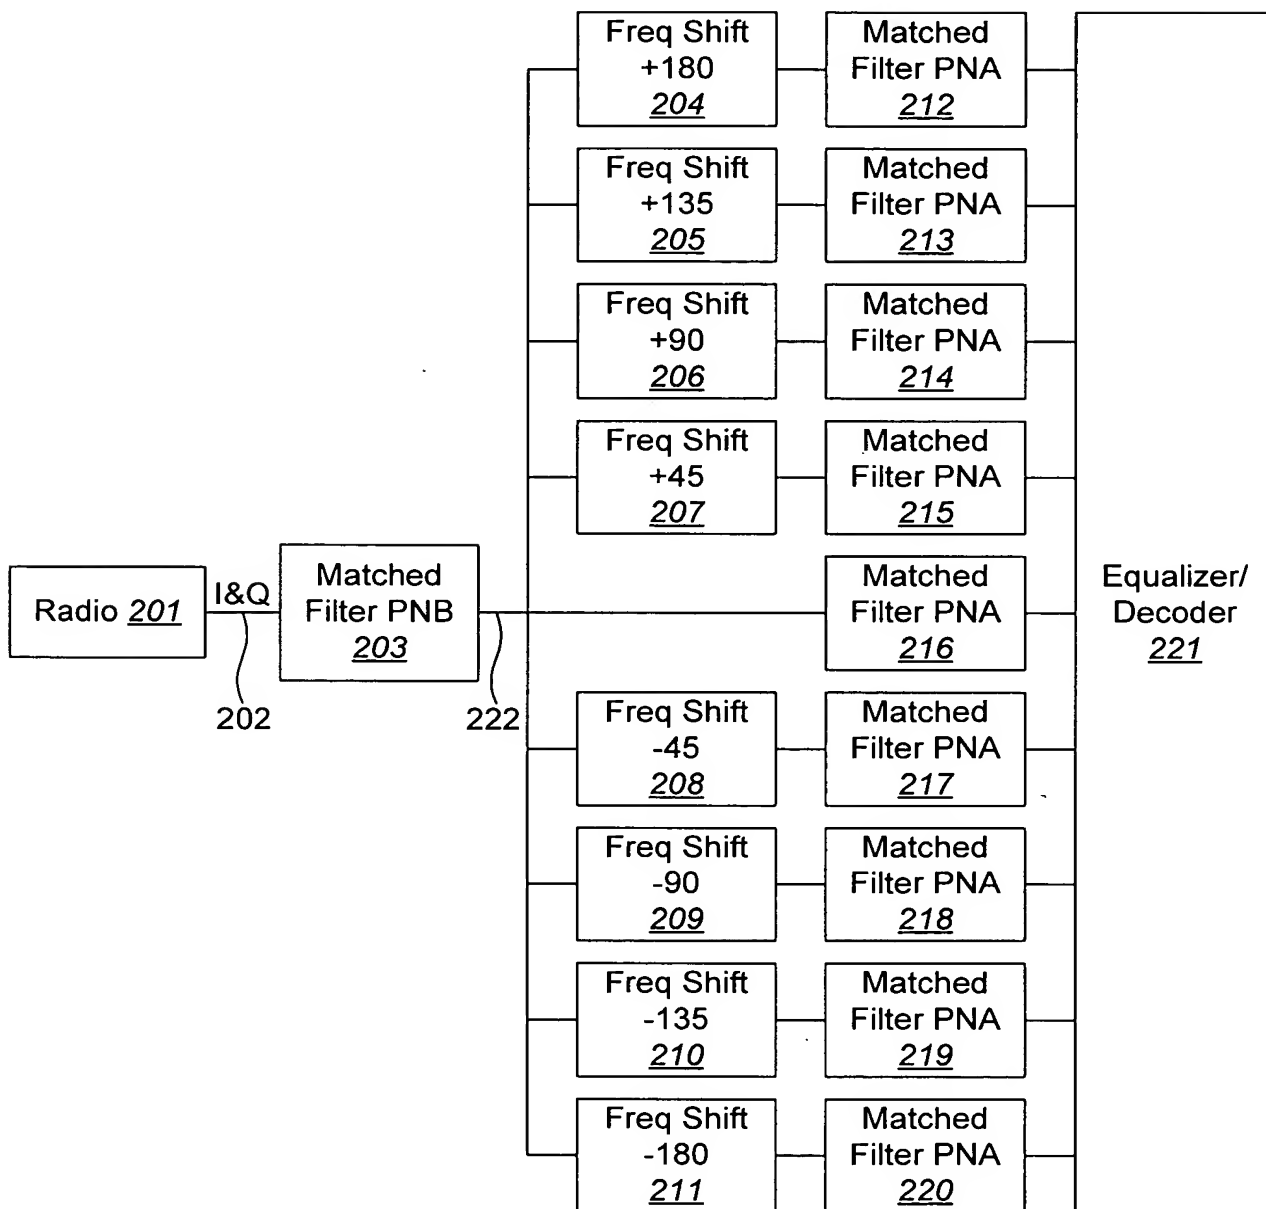 Freq Shift
+180
204
Matched
Filter PNA
212
Freq Shift
+135
205
Matched
Filter PNA
213
Freq Shift
+90
206
Matched
Filter PNA
214
Freq Shift
+45
207
Matched
Filter PNA
215
Radio 201
I&Q
202
Matched
Filter PNB
203
222
Matched
Filter PNA
216
Equalizer/
Decoder
221
Freq Shift
-45
208
Matched
Filter PNA
217
Freq Shift
-90
209
Matched
Filter PNA
218
Freq Shift
-135
210
Matched
Filter PNA
219
Freq Shift
-180
211
Matched
Filter PNA
220